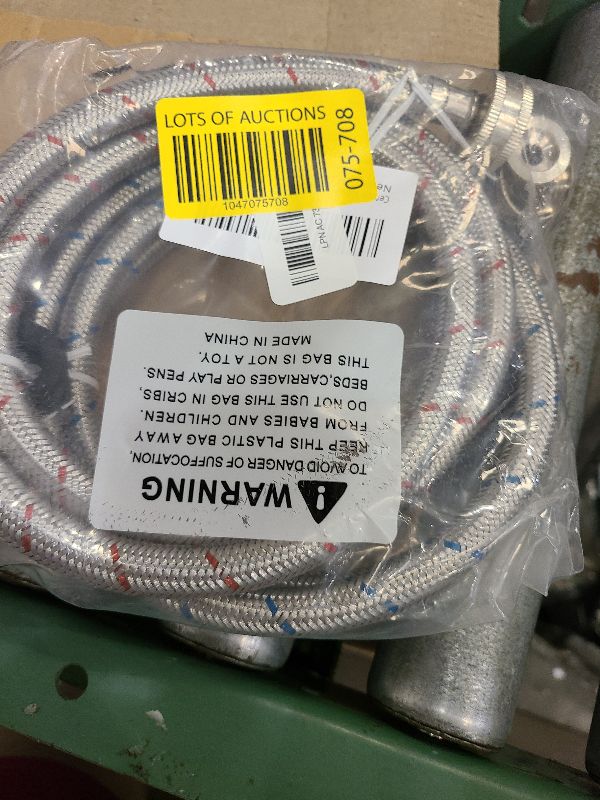 LOTS OF AUCTIONS
1047075708
075-708
LPN AC
WARNING
TO AVOID DANGER OF SUFFOCATION,
KEEP THIS PLASTIC BAG AWAY
FROM BABIES AND CHILDREN.
DO NOT USE THIS BAG IN CRIBS,
BEDS,CARRIAGES OR PLAY PENS.
THIS BAG IS NOT A TOY.
MADE IN CHINA